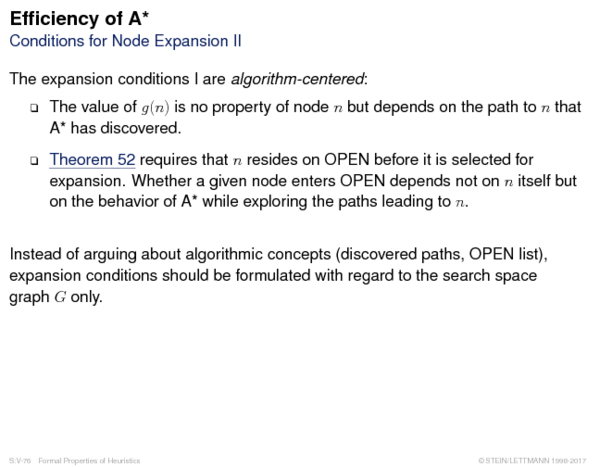 Efficiency of A*
Conditions for Node Expansion II
The expansion conditions I are algorithm-centered:
❑ The value of g(n) is no property of node n but depends on the path to n that
A* has discovered.
❑ Theorem 52 requires that n resides on OPEN before it is selected for
expansion. Whether a given node enters OPEN depends not on n itself but
on the behavior of A* while exploring the paths leading to n.
Instead of arguing about algorithmic concepts (discovered paths, OPEN list),
expansion conditions should be formulated with regard to the search space
graph G only.
S:V-76 Formal Properties of Heuristics
© STEIN/LETTMANN 1998-2017